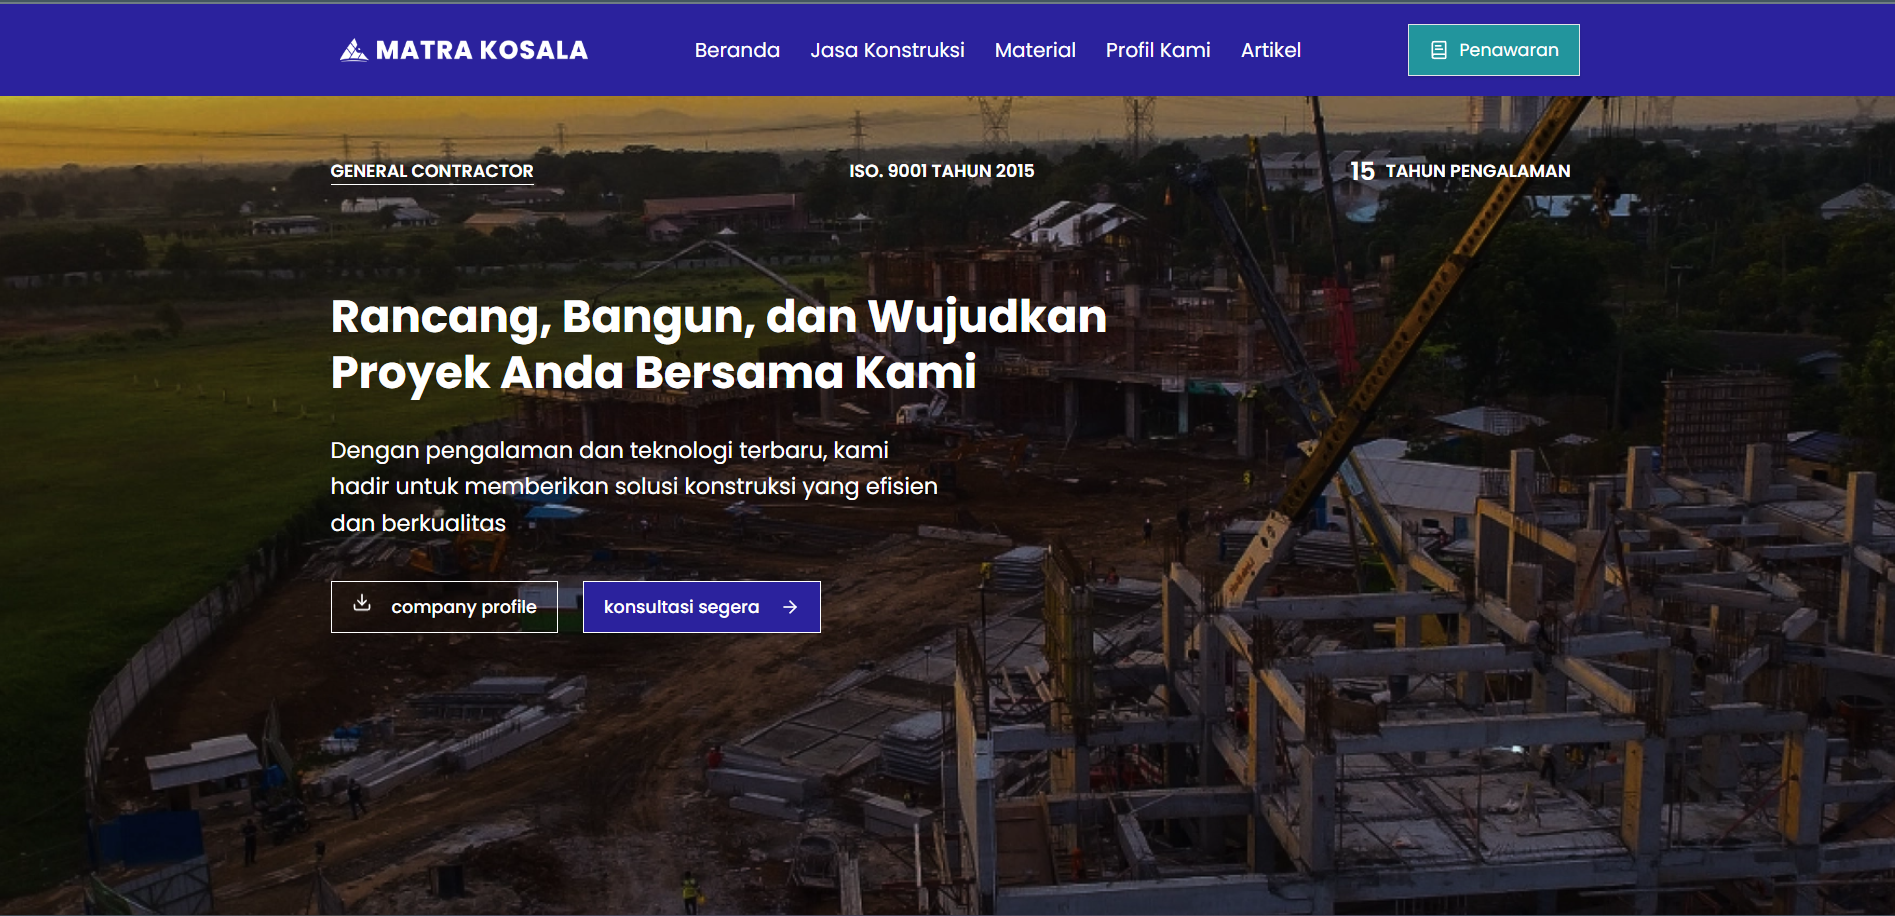 MATRA KOSALA
Beranda
Jasa Konstruksi
Material
Profil Kami
Artikel
Penawaran
GENERAL CONTRACTOR
ISO. 9001 TAHUN 2015
15 TAHUN PENGALAMAN
Rancang, Bangun, dan Wujudkan
Proyek Anda Bersama Kami
Dengan pengalaman dan teknologi terbaru, kami
hadir untuk memberikan solusi konstruksi yang efisien
dan berkualitas
company profile
konsultasi segera